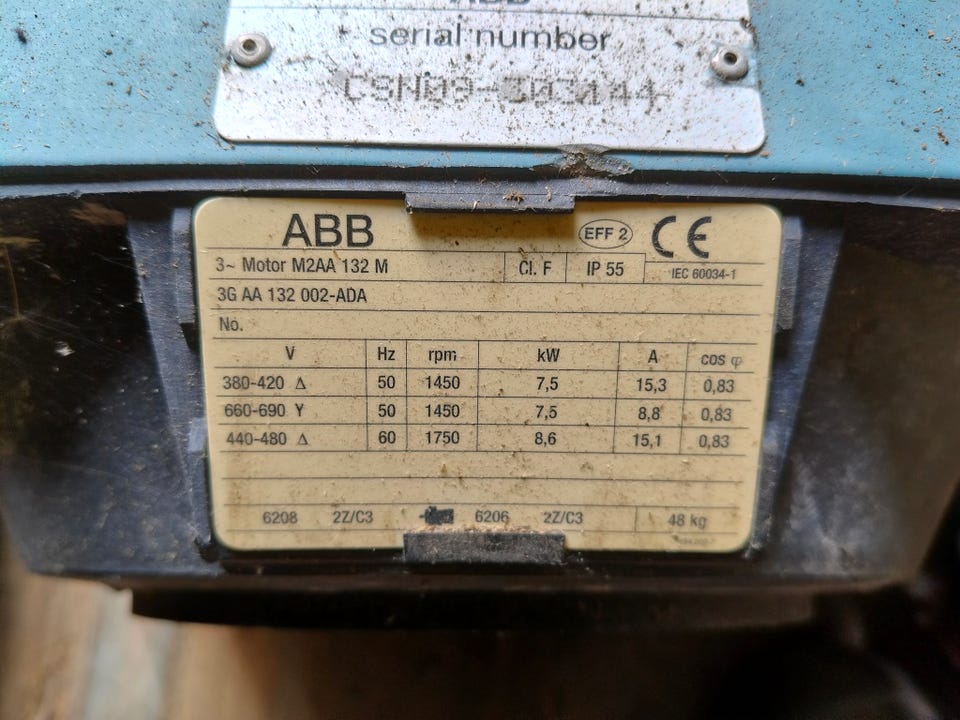 ABB
serial number
ABB EFF 2 CE
3~ Motor M2AA 132 M Cl. F IP 55 IEC 60034-1
3G AA 132 002-ADA
No.
V Hz rpm kW A cos φ
380-420 Δ 50 1450 7,5 15,3 0,83
660-690 Y 50 1450 7,5 8,8 0,83
440-480 Δ 60 1750 8,6 15,1 0,83
6208 2Z/C3 6206 2Z/C3 48 kg